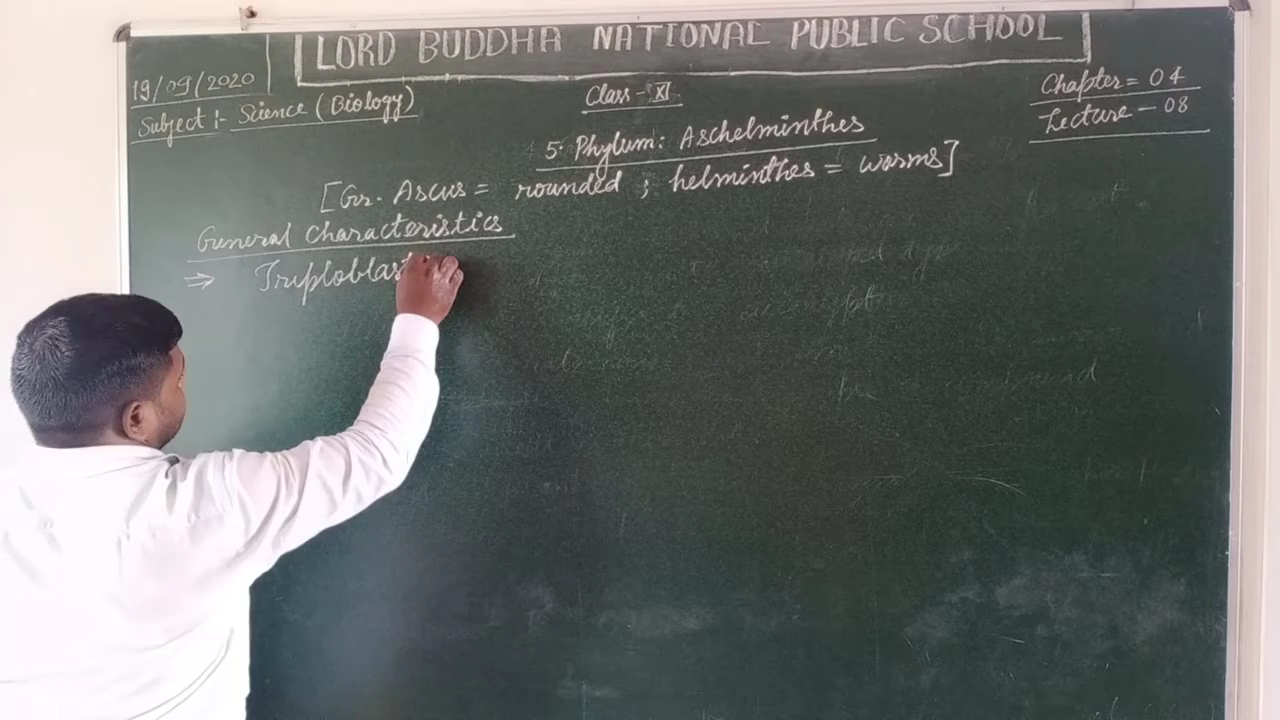 LORD BUDDHA NATIONAL PUBLIC SCHOOL
19/09/2020
Subject :- Science (Biology)
Class - XI
Chapter = 04
Lecture - 08
5. Phylum: Aschelminthes
[Gr. Ascus = rounded ; helminthes = worms]
General characteristics
⇒ Triploblast